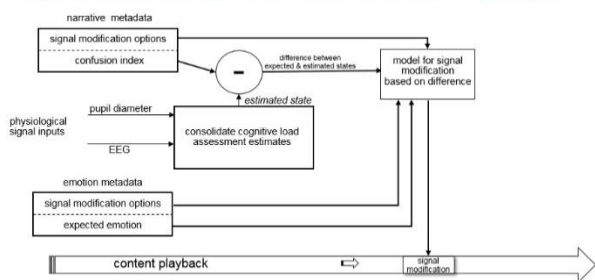 narrative metadata
signal modification options
confusion index
difference between
expected & estimated states
model for signal
modification
based on difference
-
estimated state
physiological
signal inputs
pupil diameter
EEG
consolidate cognitive load
assessment estimates
emotion metadata
signal modification options
expected emotion
content playback
signal
modification